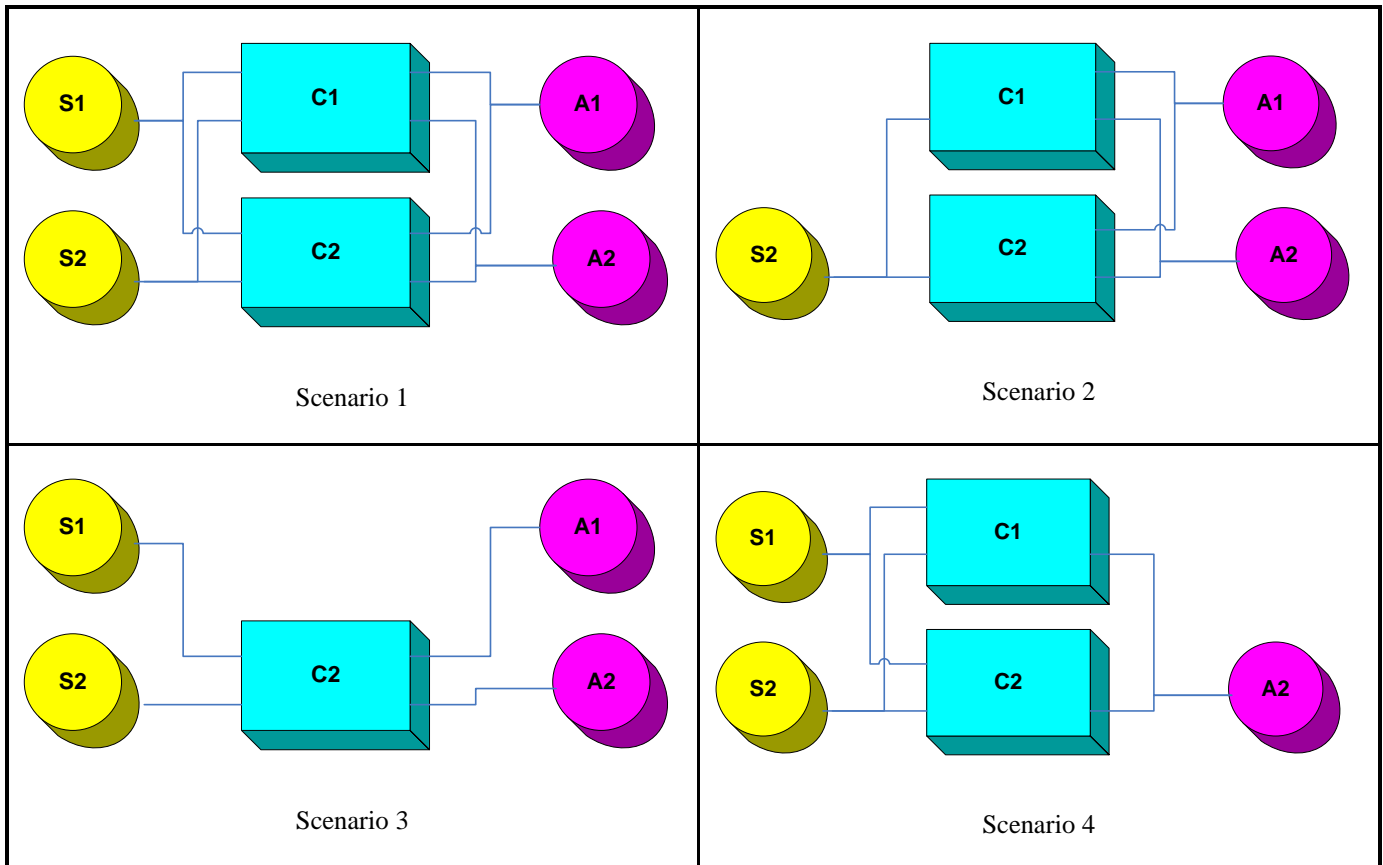 S1
C1
A1
S2
C2
A2
Scenario 1
C1
A1
S2
C2
A2
Scenario 2
S1
A1
S2
C2
A2
Scenario 3
S1
C1
S2
C2
A2
Scenario 4